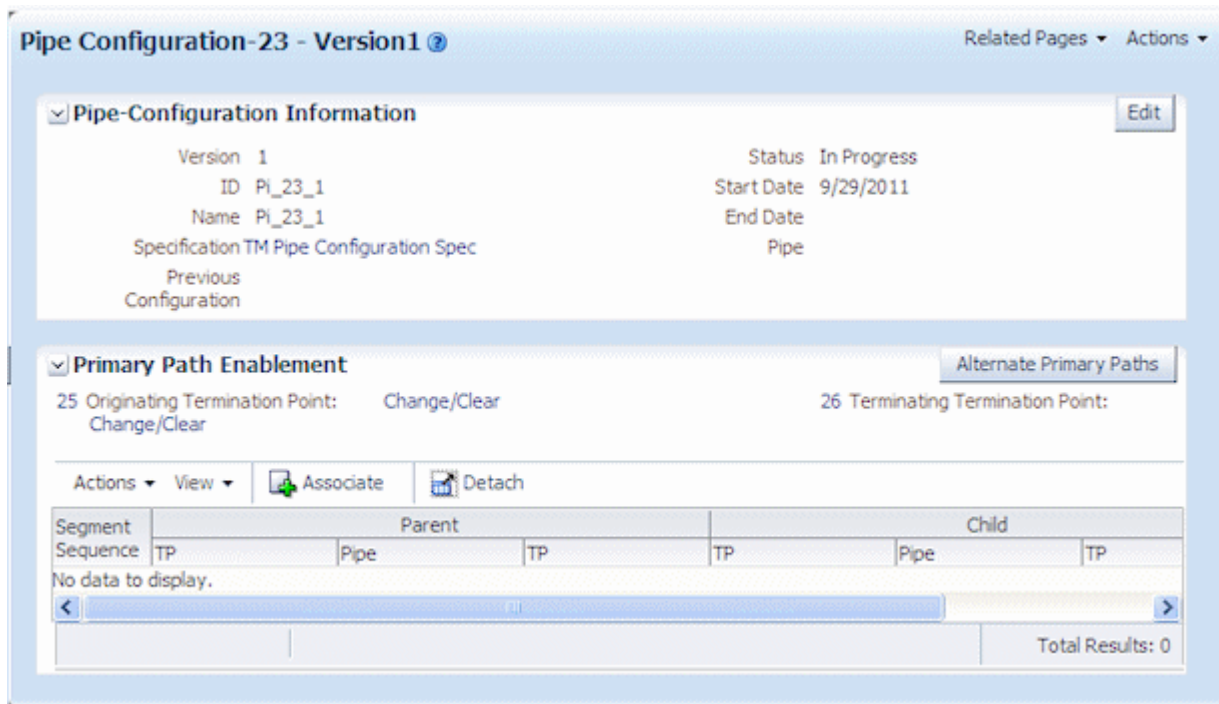 Pipe Configuration-23 - Version1
Related Pages Actions
Pipe-Configuration Information
Edit
Version 1
Status In Progress
ID Pi_23_1
Start Date 9/29/2011
Name Pi_23_1
End Date
Specification TM Pipe Configuration Spec
Pipe
Previous
Configuration
Primary Path Enablement
Alternate Primary Paths
25 Originating Termination Point: Change/Clear
26 Terminating Termination Point:
Change/Clear
Actions View Associate Detach
Segment
Sequence
Parent
Child
TP Pipe TP TP Pipe TP
No data to display.
Total Results: 0